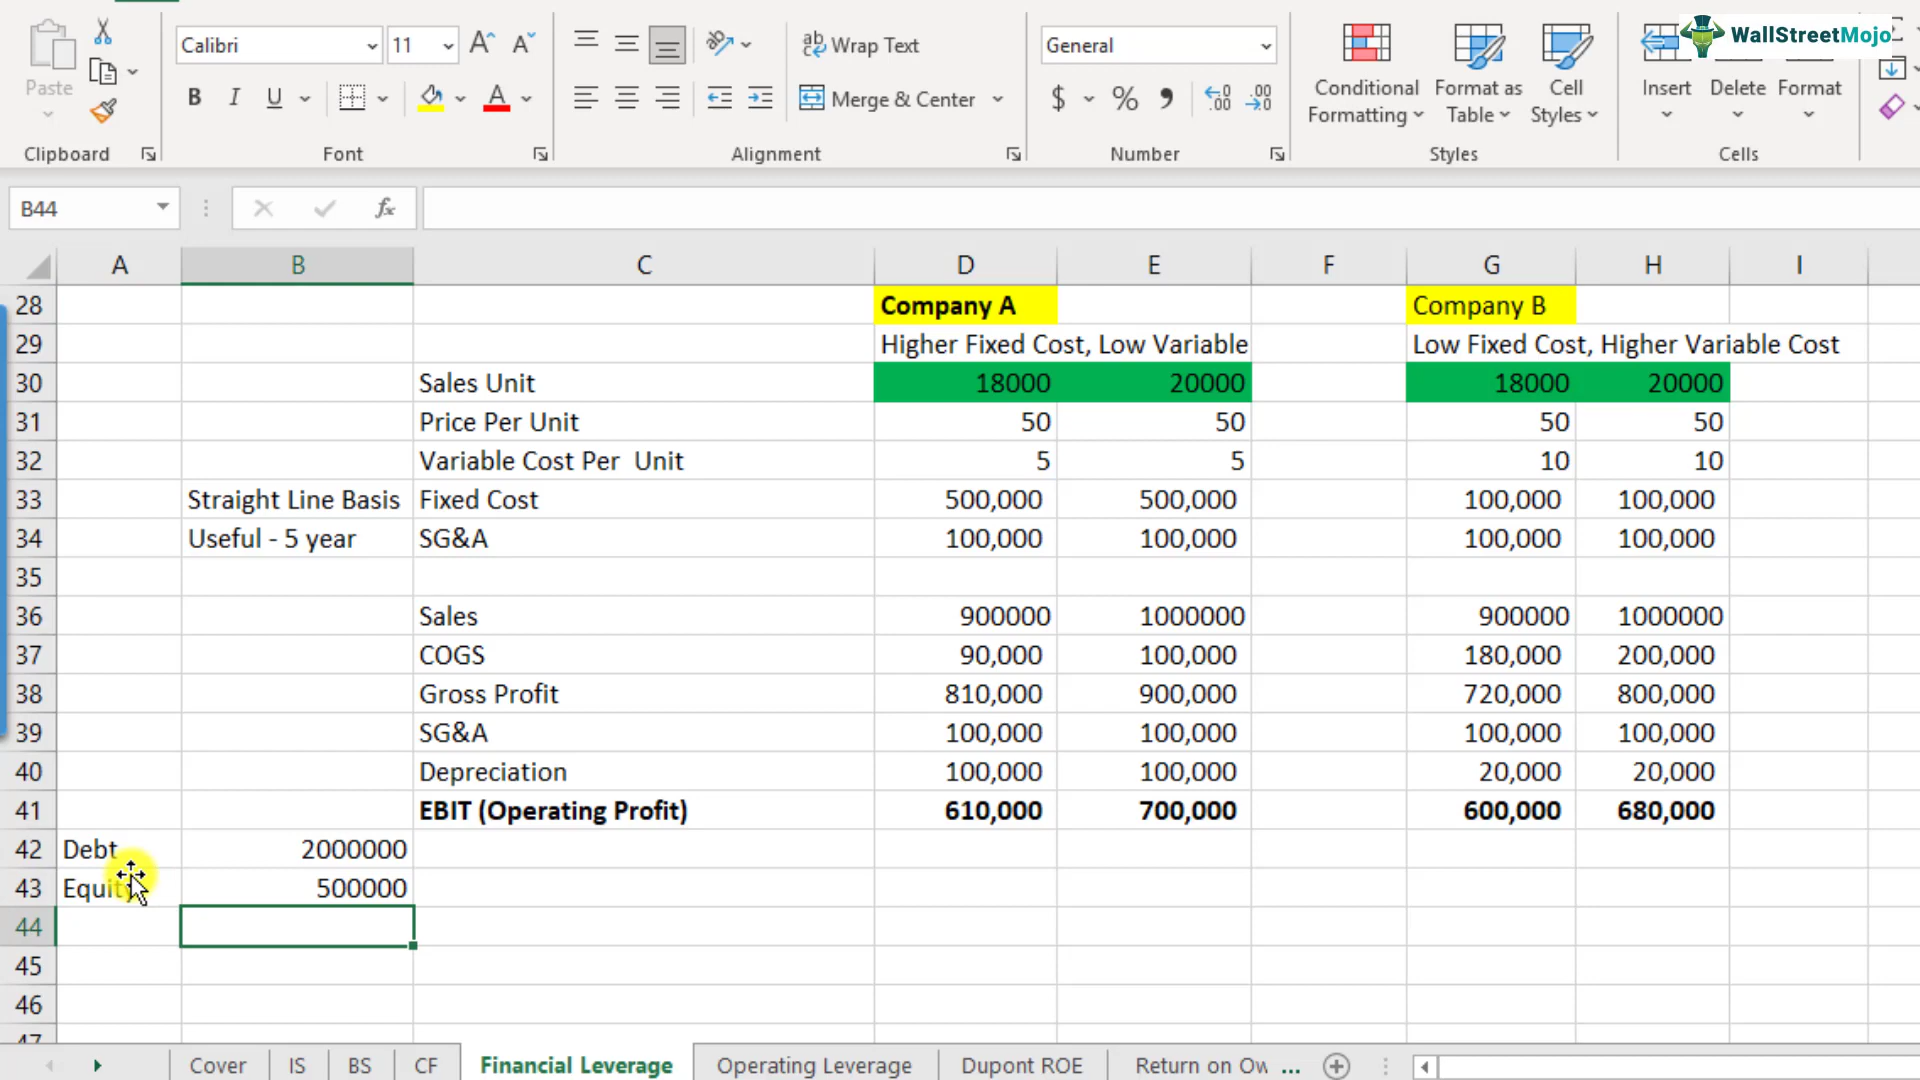 WallStreetMojo
Calibri 11 Wrap Text General
Paste B I U Merge & Center $ % Conditional Formatting Format as Table Cell Styles Insert Delete Format
Clipboard Font Alignment Number Styles Cells
B44 fx
A B C D E F G H I
28 Company A Company B
29 Higher Fixed Cost, Low Variable Low Fixed Cost, Higher Variable Cost
30 Sales Unit 18000 20000 18000 20000
31 Price Per Unit 50 50 50 50
32 Variable Cost Per Unit 5 5 10 10
33 Straight Line Basis Fixed Cost 500,000 500,000 100,000 100,000
34 Useful - 5 year SG&A 100,000 100,000 100,000 100,000
35
36 Sales 900000 1000000 900000 1000000
37 COGS 90,000 100,000 180,000 200,000
38 Gross Profit 810,000 900,000 720,000 800,000
39 SG&A 100,000 100,000 100,000 100,000
40 Depreciation 100,000 100,000 20,000 20,000
41 EBIT (Operating Profit) 610,000 700,000 600,000 680,000
42 Debt 2000000
43 Equity 500000
44
45
46
47
Cover IS BS CF Financial Leverage Operating Leverage Dupont ROE Return on Ow ...